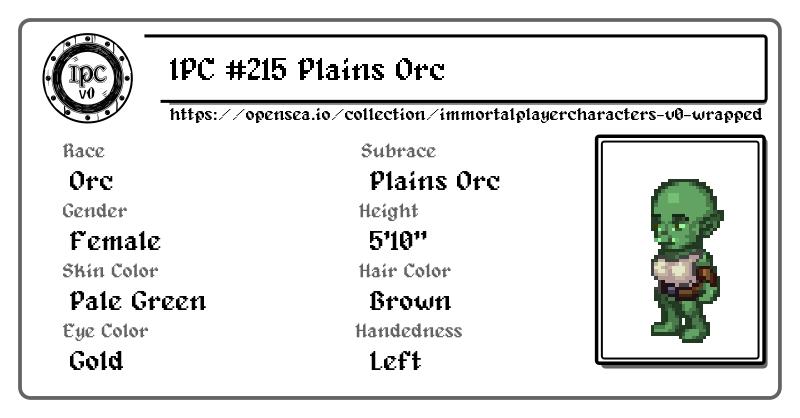 IPC
v0
IPC #215 Plains Orc
https://opensea.io/collection/immortalplayercharacters-v0-wrapped
Race
Subrace
Orc
Plains Orc
Gender
Height
Female
5'10"
Skin Color
Hair Color
Pale Green
Brown
Eye Color
Handedness
Gold
Left